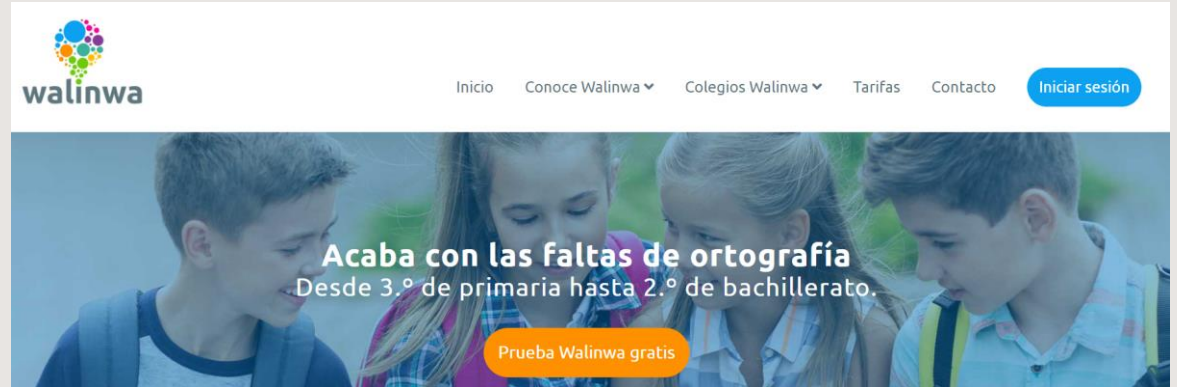 walinwa
Inicio Conoce Walinwa Colegios Walinwa Tarifas Contacto Iniciar sesión
Acaba con las faltas de ortografía
Desde 3.º de primaria hasta 2.º de bachillerato.
Prueba Walinwa gratis